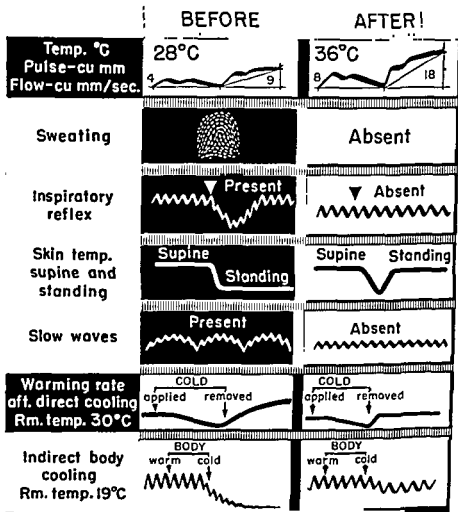 BEFORE AFTER!
Temp. °C
Pulse-cu mm
Flow-cu mm/sec.
28°C
4 9
36°C
8 18
Sweating
Absent
Inspiratory
reflex
Present
Absent
Skin temp.
supine and
standing
Supine
Standing
Supine Standing
Slow waves
Present
Absent
Warming rate
aft. direct cooling
Rm. temp. 30°C
COLD
applied removed
COLD
applied removed
Indirect body
cooling
Rm. temp. 19°C
BODY
warm cold
BODY
warm cold